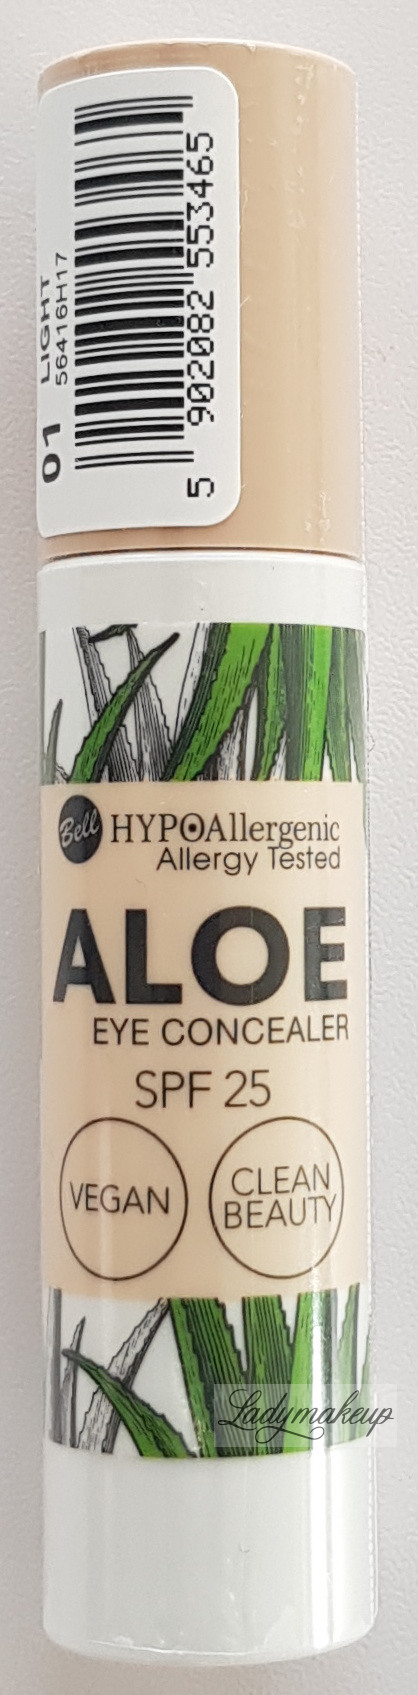 01 LIGHT
56416H17
5 902082 553465
Bell HYPOAllergenic
Allergy Tested
ALOE
EYE CONCEALER
SPF 25
VEGAN
CLEAN
BEAUTY
Ladymakeup